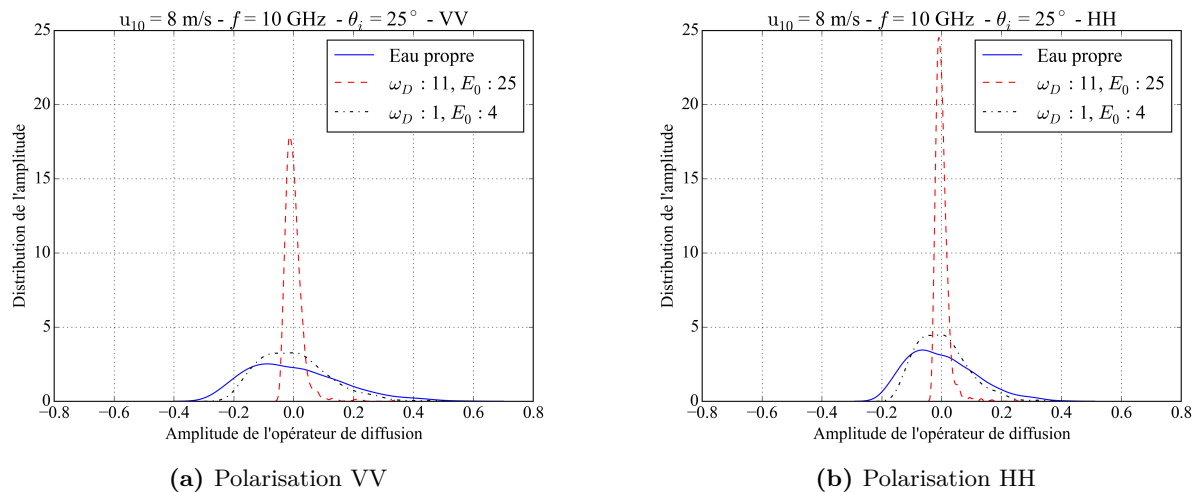 u₁₀ = 8 m/s - f = 10 GHz - θᵢ = 25° - VV
25
20
15
10
5
0
Distribution de l'amplitude
Eau propre
ω_D : 11, E₀ : 25
ω_D : 1, E₀ : 4
−0.8 −0.6 −0.4 −0.2 0.0 0.2 0.4 0.6 0.8
Amplitude de l'opérateur de diffusion
(a) Polarisation VV
u₁₀ = 8 m/s - f = 10 GHz - θᵢ = 25° - HH
25
20
15
10
5
0
Distribution de l'amplitude
Eau propre
ω_D : 11, E₀ : 25
ω_D : 1, E₀ : 4
−0.8 −0.6 −0.4 −0.2 0.0 0.2 0.4 0.6 0.8
Amplitude de l'opérateur de diffusion
(b) Polarisation HH